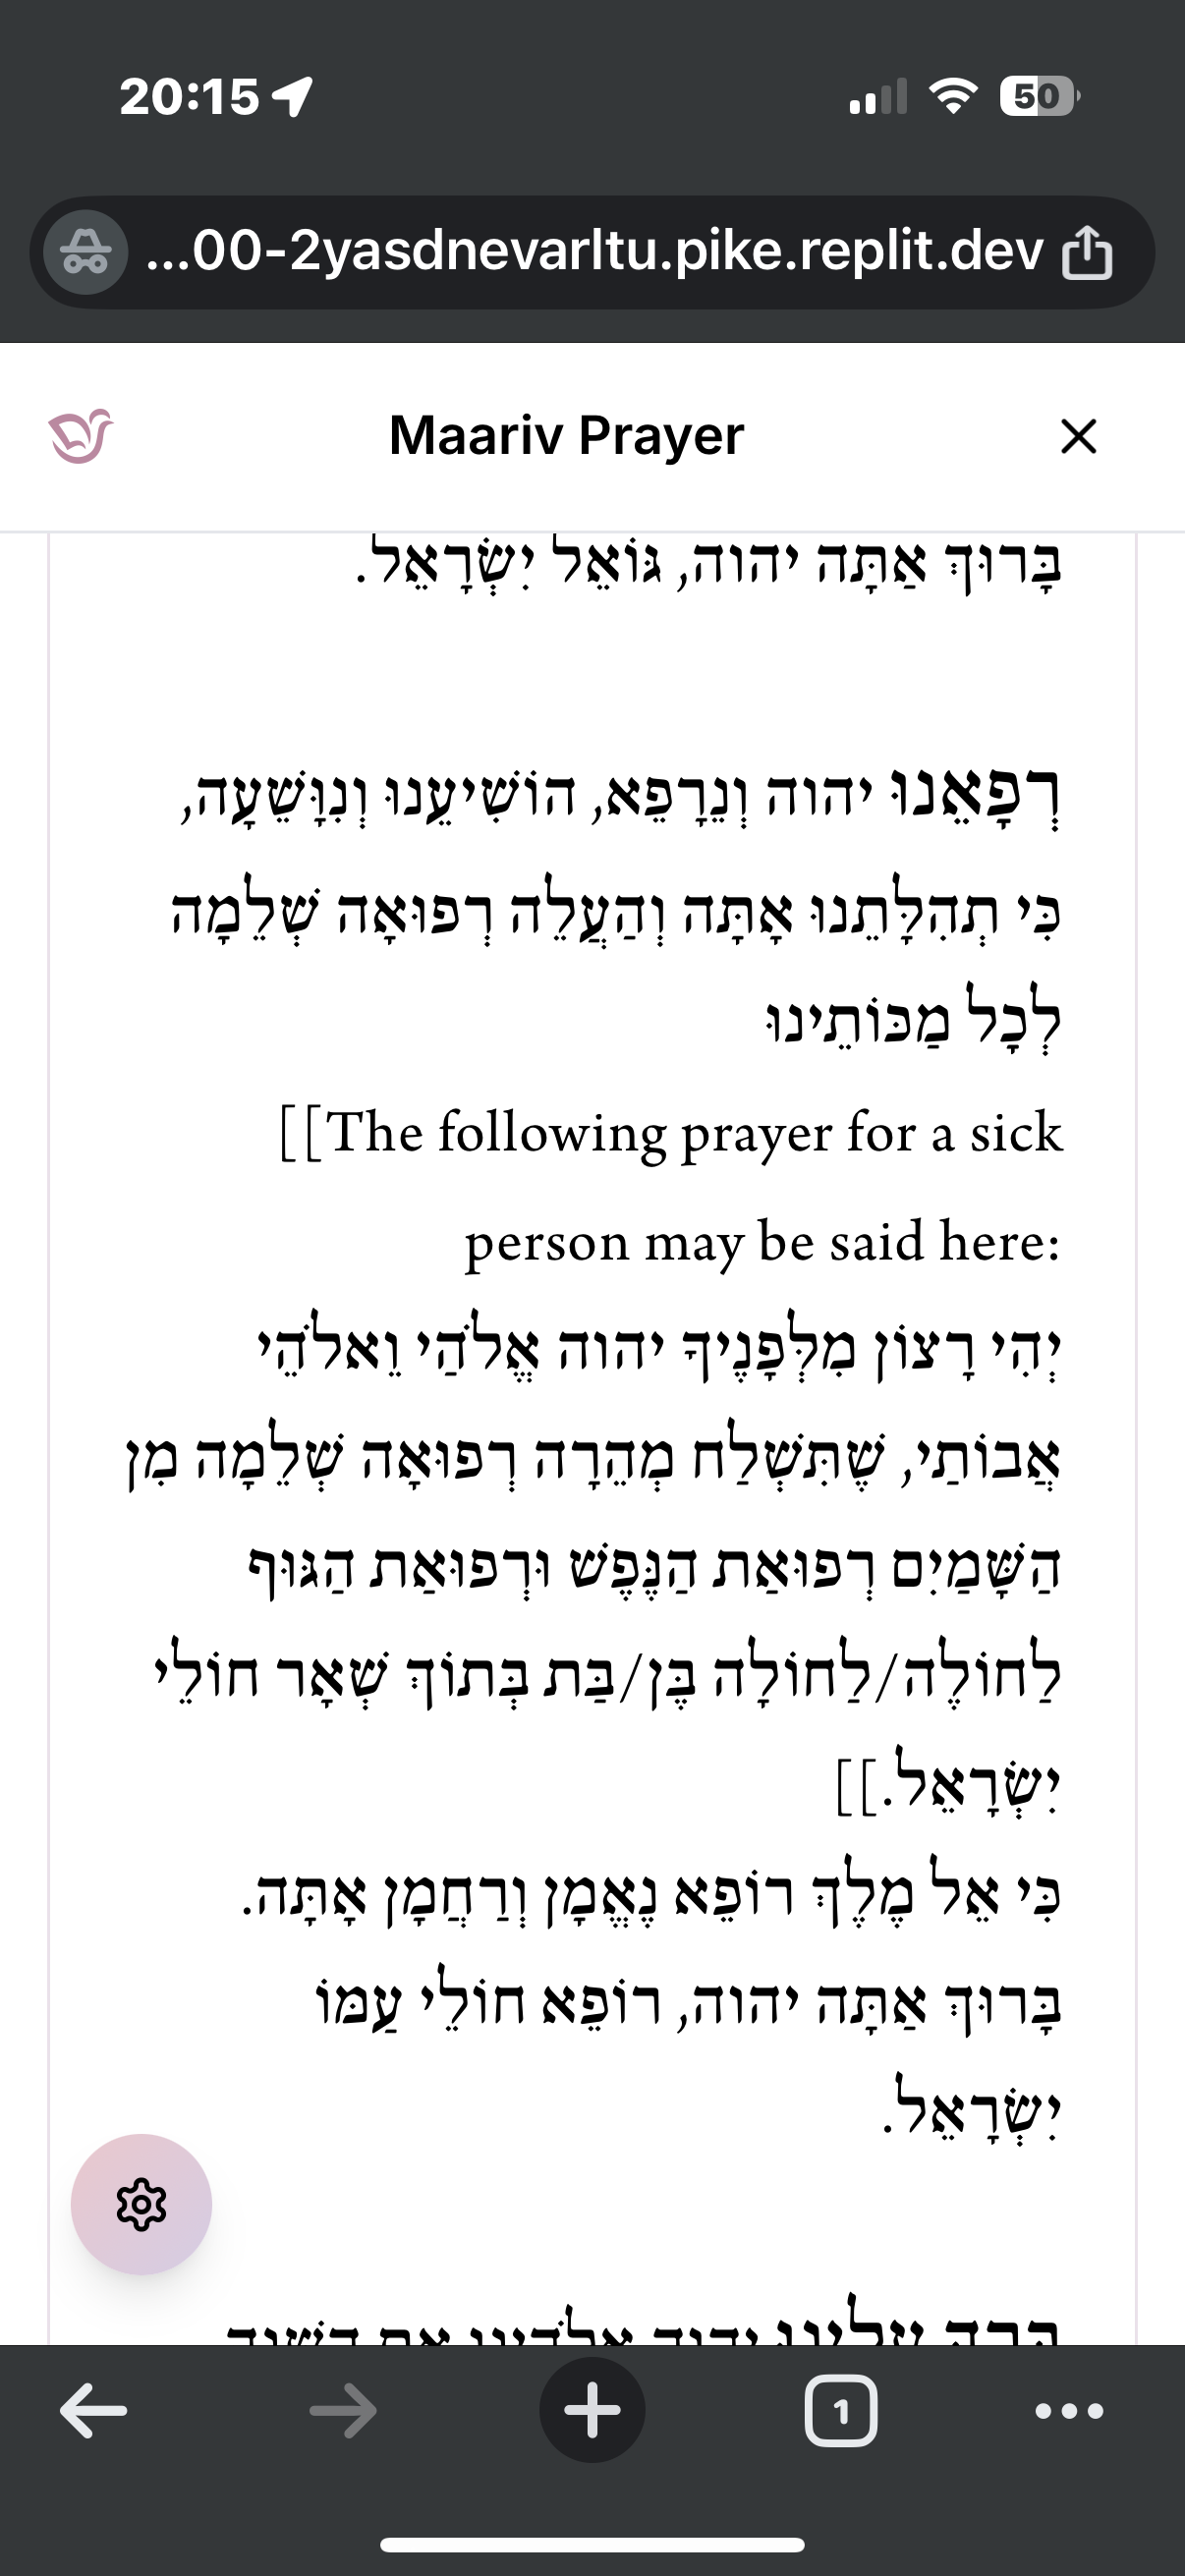 20:15
50
...00-2yasdnevarltu.pike.replit.dev
Maariv Prayer
בָּרוּךְ אַתָּה יהוה, גּוֹאֵל יִשְׂרָאֵל.
רְפָאֵנוּ יהוה וְנֵרָפֵא, הוֹשִׁיעֵנוּ וְנִוָּשֵׁעָה,
כִּי תְהִלָּתֵנוּ אָתָּה וְהַעֲלֵה רְפוּאָה שְׁלֵמָה
לְכָל מַכּוֹתֵינוּ
[[The following prayer for a sick
person may be said here:
יְהִי רָצוֹן מִלְּפָנֶיךָ יהוה אֱלֹהַי וֵאלֹהֵי
אֲבוֹתַי, שֶׁתִּשְׁלַח מְהֵרָה רְפוּאָה שְׁלֵמָה מִן
הַשָּׁמַיִם רְפוּאַת הַנֶּפֶשׁ וּרְפוּאַת הַגּוּף
לַחוֹלֶה/לַחוֹלָה בֶּן/בַּת בְּתוֹךְ שְׁאָר חוֹלֵי
יִשְׂרָאֵל.]]
כִּי אֵל מֶלֶךְ רוֹפֵא נֶאֱמָן וְרַחֲמָן אָתָּה.
בָּרוּךְ אַתָּה יהוה, רוֹפֵא חוֹלֵי עַמּוֹ
יִשְׂרָאֵל.
1